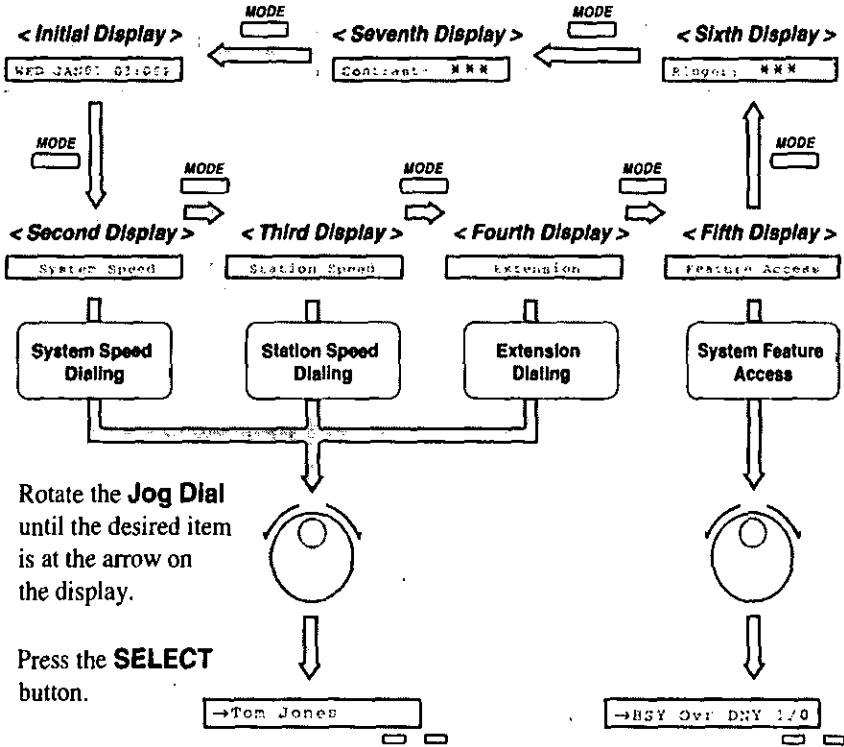 MODE
MODE
< Initial Display >
< Seventh Display >
< Sixth Display >
WED JAN01 03:05P
Contrast: ***
Ringer: ***
MODE
MODE
MODE
MODE
MODE
< Second Display >
< Third Display >
< Fourth Display >
< Fifth Display >
System Speed
Station Speed
Extension
Feature Access
System Speed
Dialing
Station Speed
Dialing
Extension
Dialing
System Feature
Access
Rotate the Jog Dial
until the desired item
is at the arrow on
the display.
Press the SELECT
button.
→Tom Jones
→BSY Ovr DNY 1/0